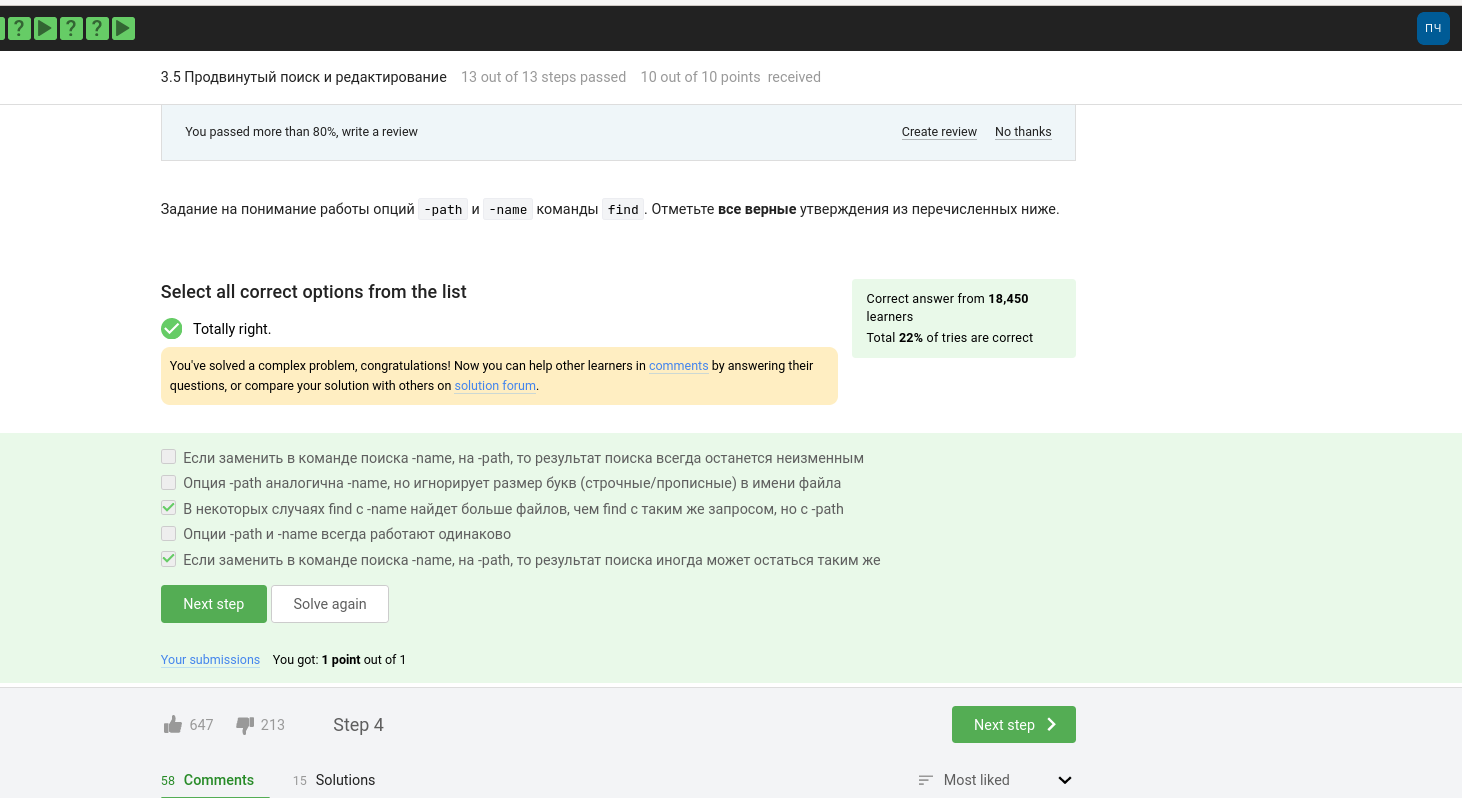 ? ? ?
ПЧ
3.5 Продвинутый поиск и редактирование 13 out of 13 steps passed 10 out of 10 points received
You passed more than 80%, write a review Create review No thanks
Задание на понимание работы опций -path и -name команды find. Отметьте все верные утверждения из перечисленных ниже.
Select all correct options from the list
Correct answer from 18,450
learners
Total 22% of tries are correct
Totally right.
You've solved a complex problem, congratulations! Now you can help other learners in comments by answering their
questions, or compare your solution with others on solution forum.
Если заменить в команде поиска -name, на -path, то результат поиска всегда останется неизменным
Опция -path аналогична -name, но игнорирует размер букв (строчные/прописные) в имени файла
В некоторых случаях find с -name найдет больше файлов, чем find с таким же запросом, но с -path
Опции -path и -name всегда работают одинаково
Если заменить в команде поиска -name, на -path, то результат поиска иногда может остаться таким же
Next step Solve again
Your submissions You got: 1 point out of 1
647 213 Step 4 Next step
58 Comments 15 Solutions Most liked